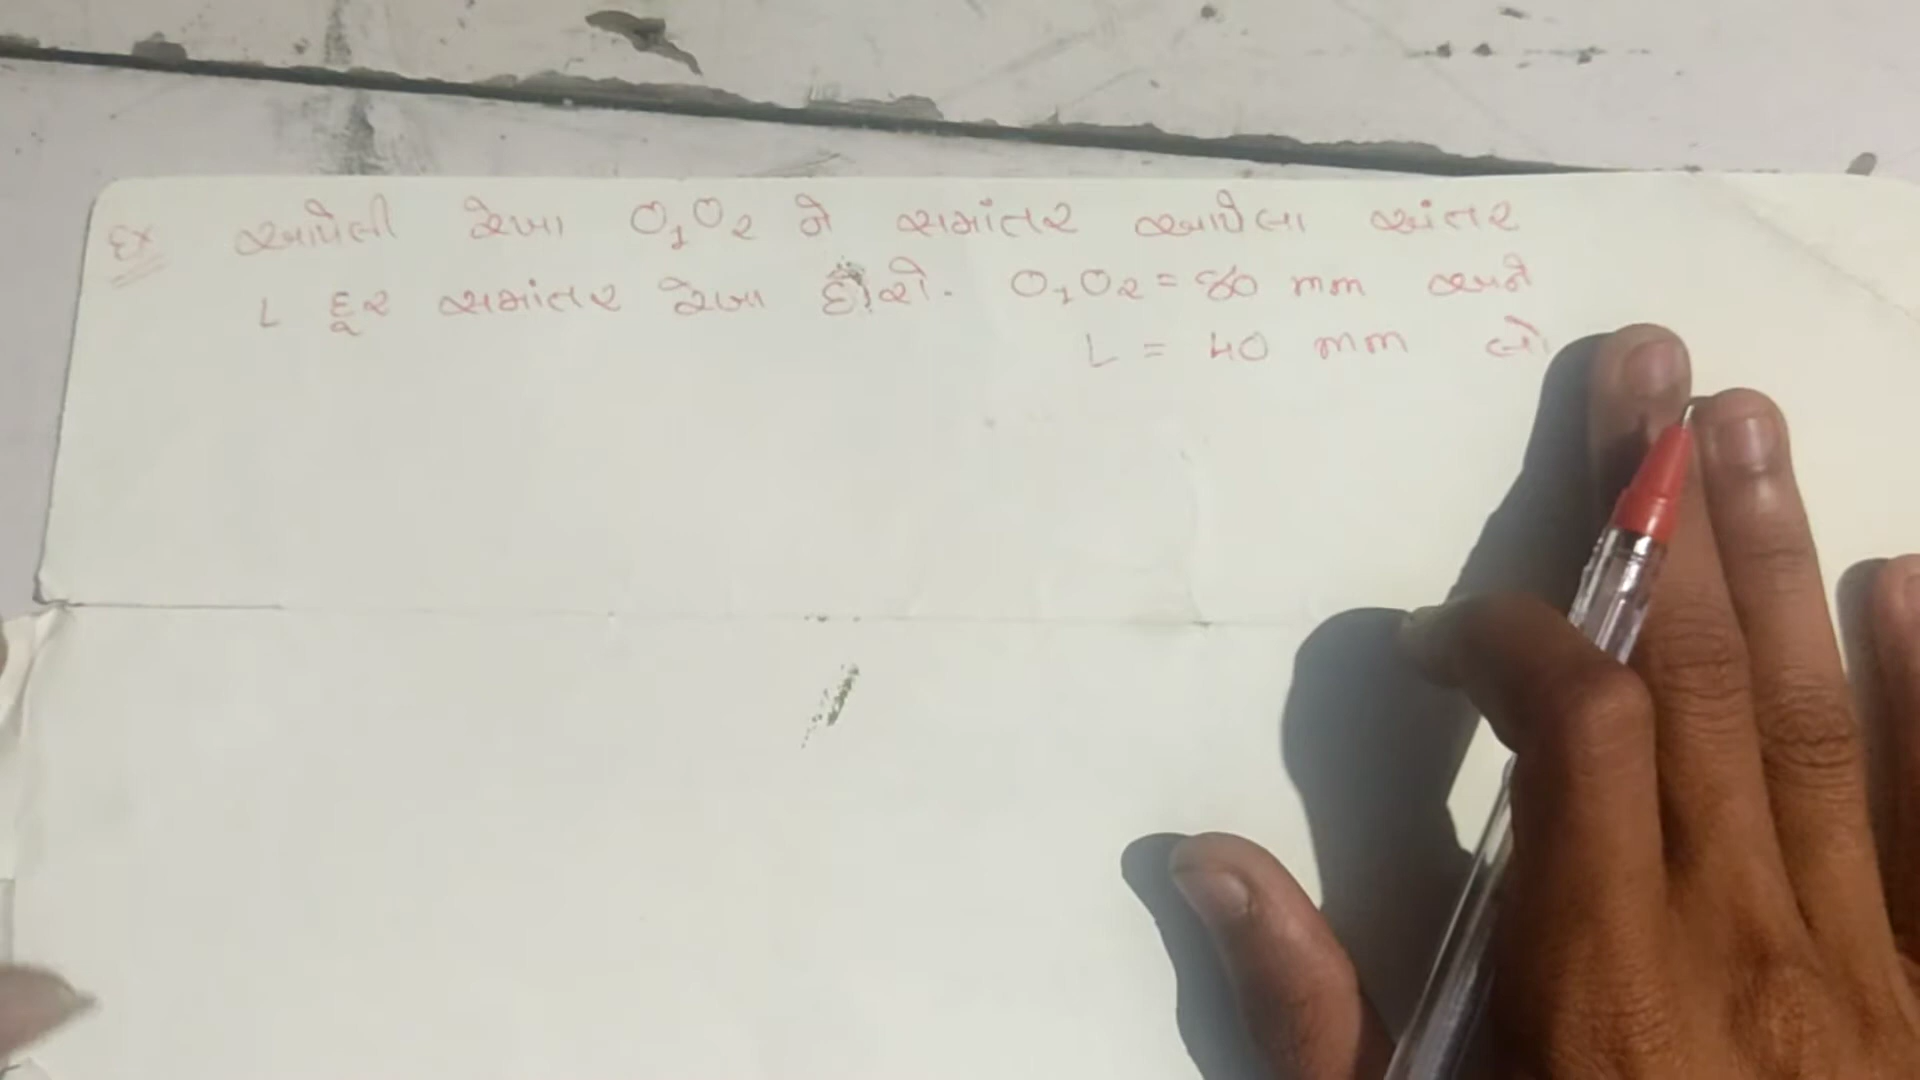 Ex આપેલી રેખા O1O2 ને સમાંતર આપેલા અંતર
L દૂર સમાંતર રેખા દોરો. O1O2 = 80 mm અને
L = 40 mm લો